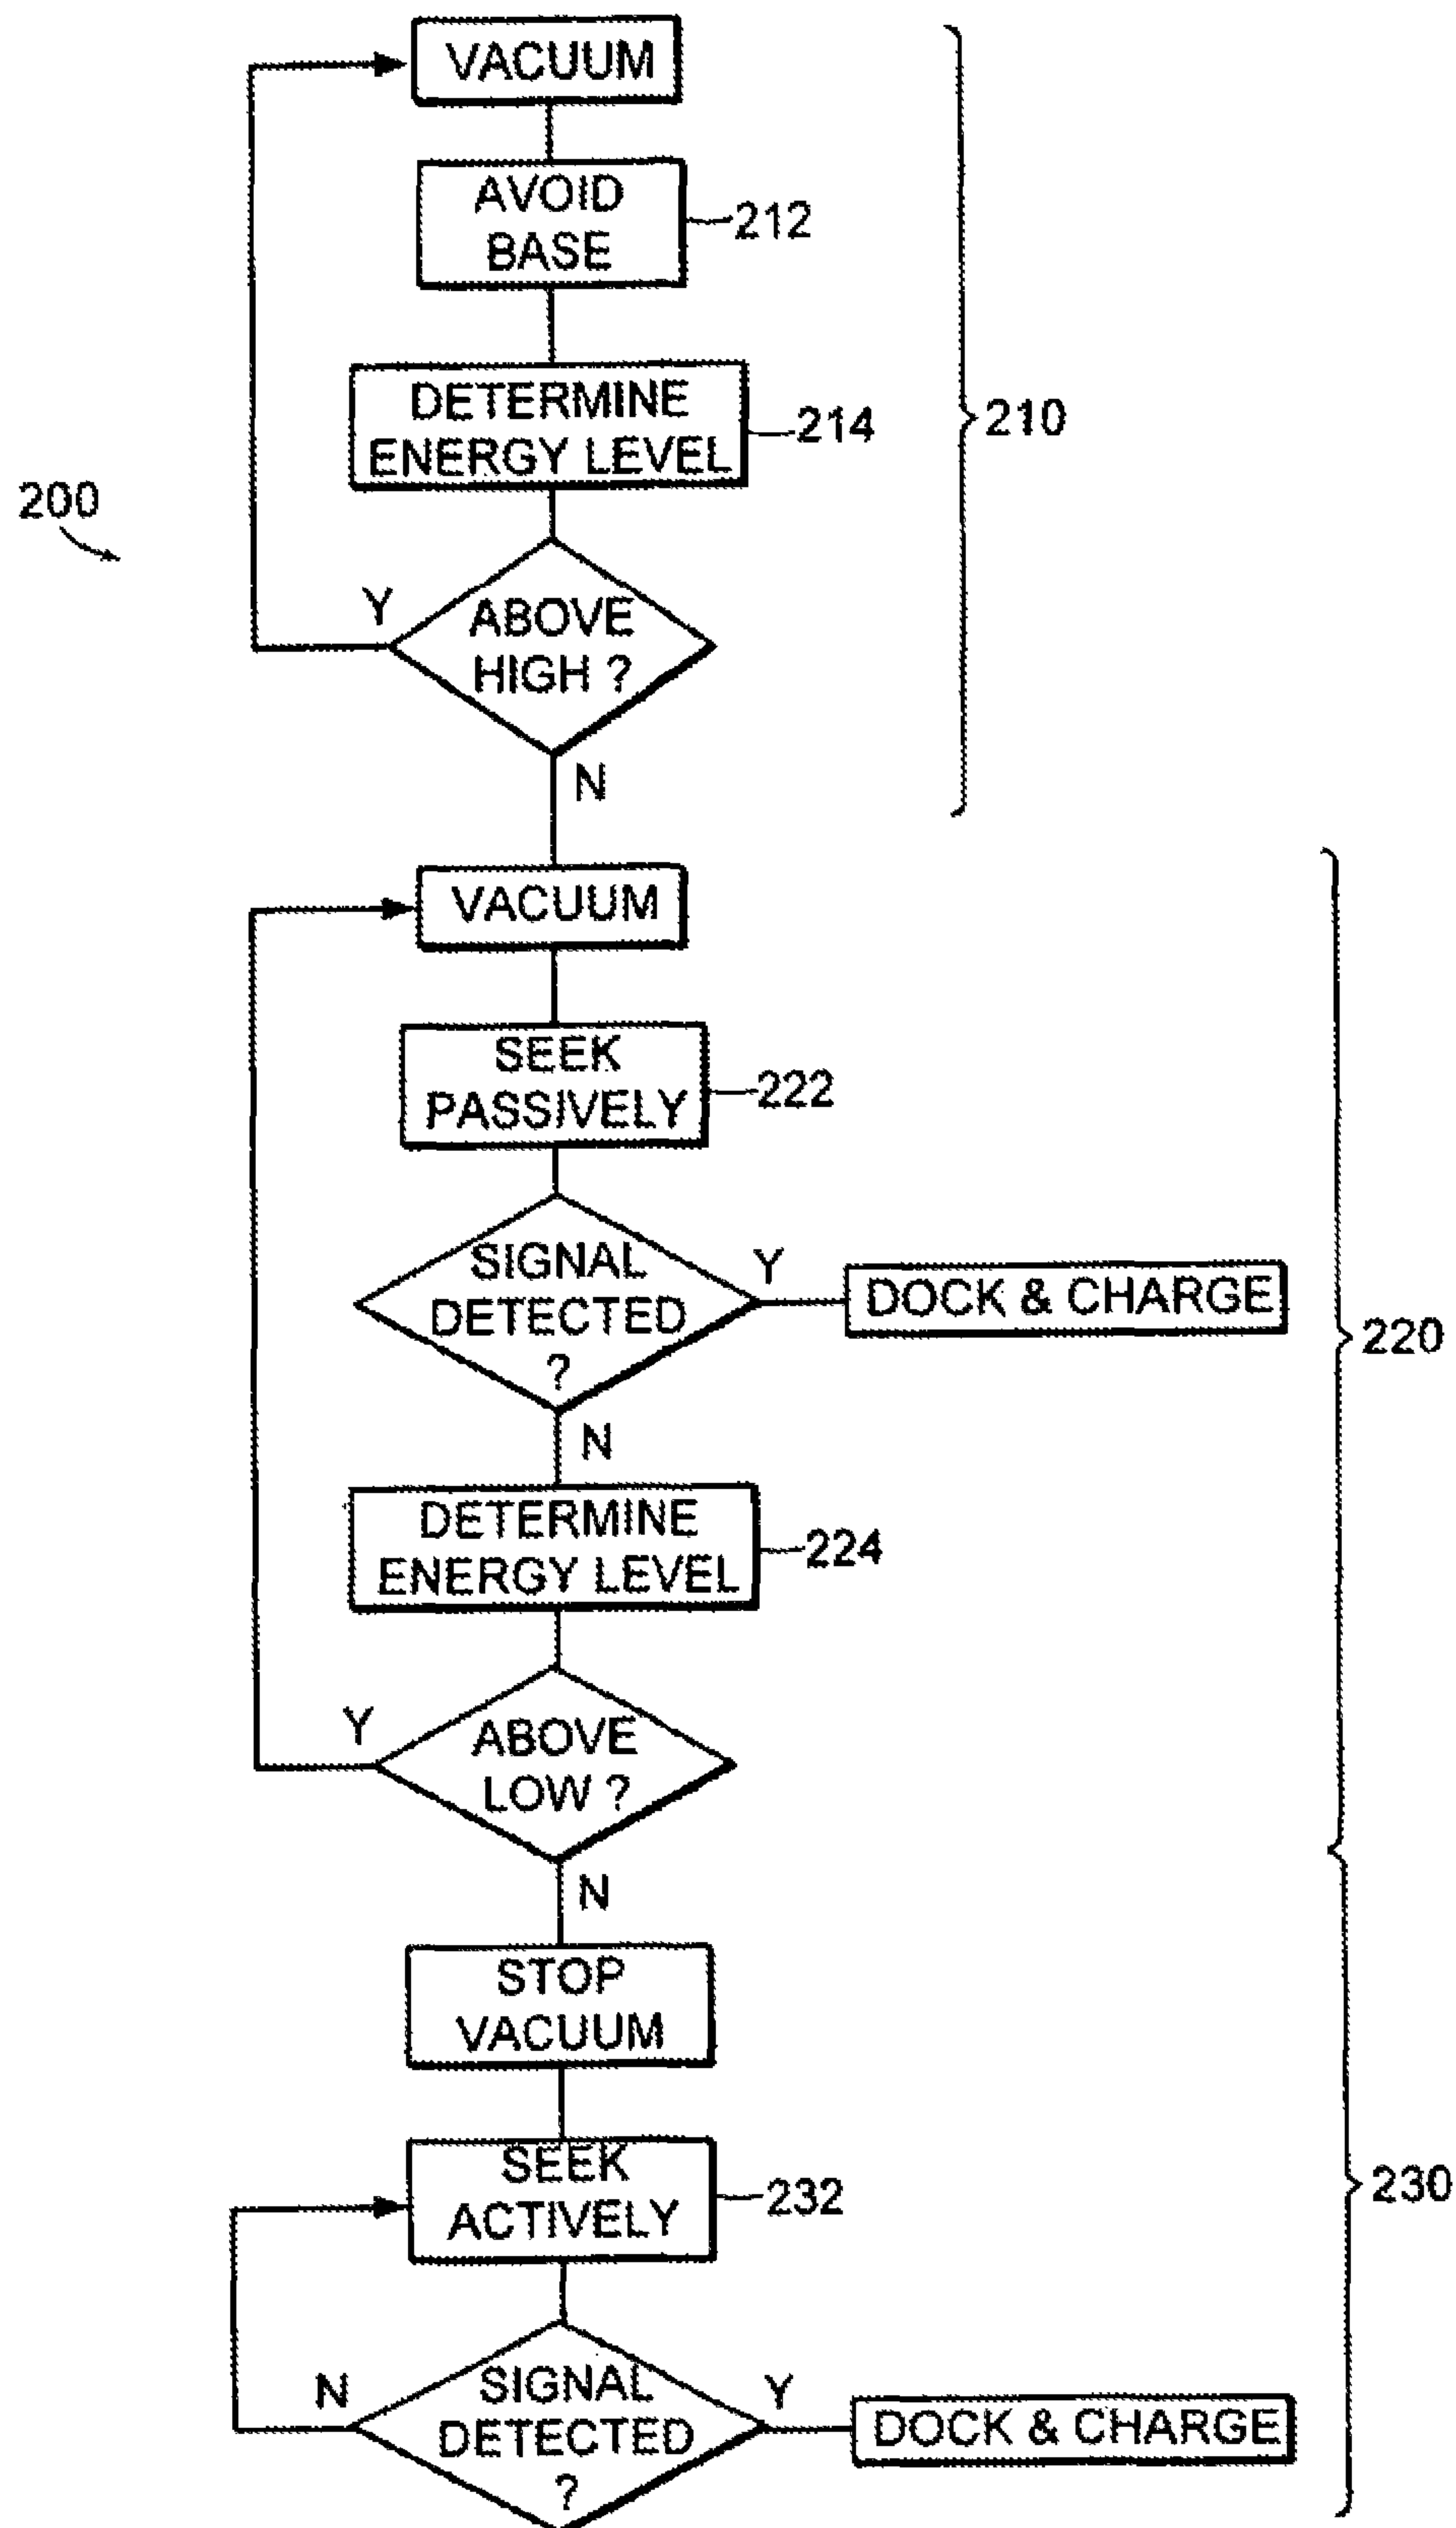 VACUUM
AVOID
BASE
212
DETERMINE
ENERGY LEVEL
214
210
200
Y
ABOVE
HIGH ?
N
VACUUM
SEEK
PASSIVELY
222
SIGNAL
DETECTED
?
Y
DOCK & CHARGE
220
N
DETERMINE
ENERGY LEVEL
224
Y
ABOVE
LOW ?
N
STOP
VACUUM
SEEK
ACTIVELY
232
230
N
SIGNAL
DETECTED
?
Y
DOCK & CHARGE